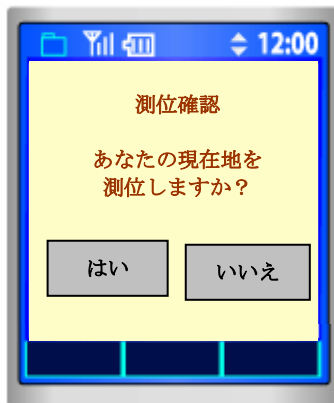 12:00
測位確認
あなたの現在地を
測位しますか？
はい
いいえ